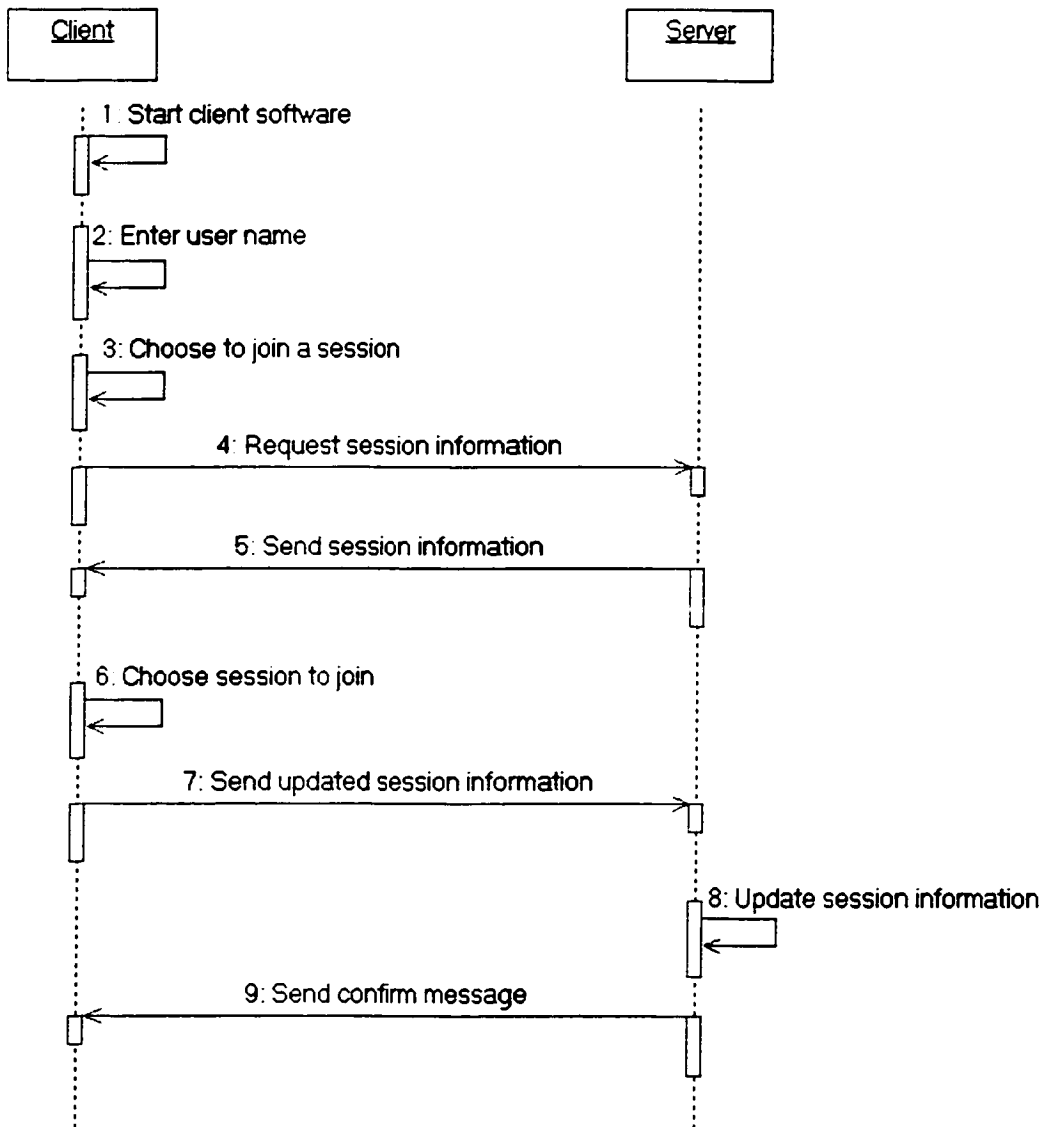 Client
Server
1: Start client software
2: Enter user name
3: Choose to join a session
4: Request session information
5: Send session information
6: Choose session to join
7: Send updated session information
8: Update session information
9: Send confirm message